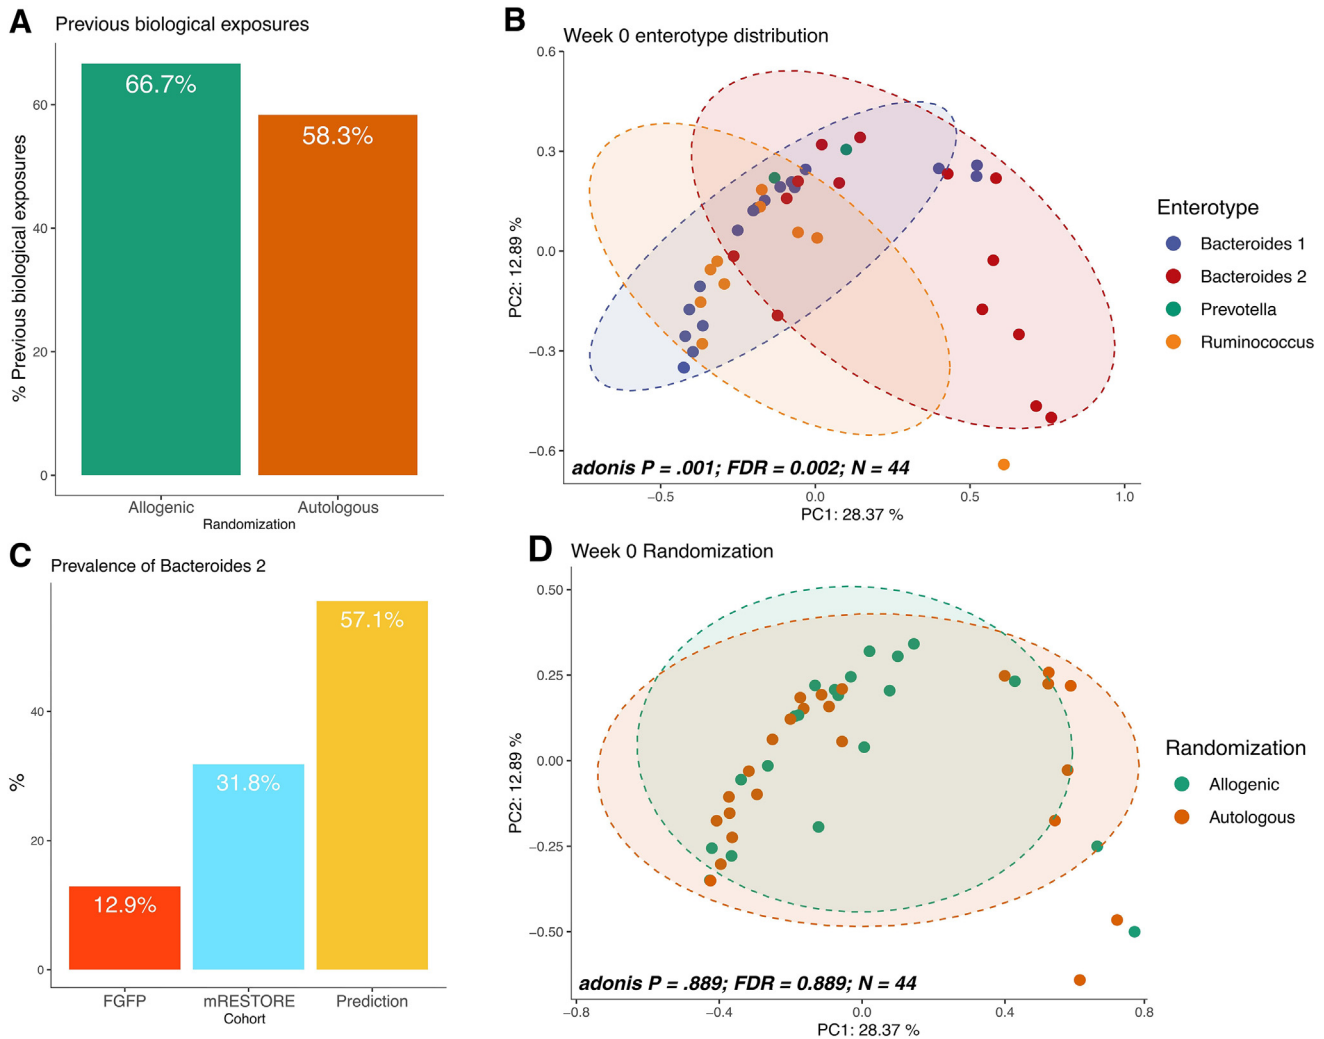 A
Previous biological exposures
% Previous biological exposures
60
40
20
0
66.7%
58.3%
Allogenic
Autologous
Randomization
B
Week 0 enterotype distribution
PC2: 12.89 %
0.6
0.3
0.0
−0.3
−0.6
adonis P = .001; FDR = 0.002; N = 44
−0.5
0.0
0.5
1.0
PC1: 28.37 %
Enterotype
Bacteroides 1
Bacteroides 2
Prevotella
Ruminococcus
C
Prevalence of Bacteroides 2
%
40
20
0
12.9%
31.8%
57.1%
FGFP
mRESTORE
Prediction
Cohort
D
Week 0 Randomization
PC2: 12.89 %
0.50
0.25
0.00
−0.25
−0.50
adonis P = .889; FDR = 0.889; N = 44
−0.8
−0.4
0.0
0.4
0.8
PC1: 28.37 %
Randomization
Allogenic
Autologous